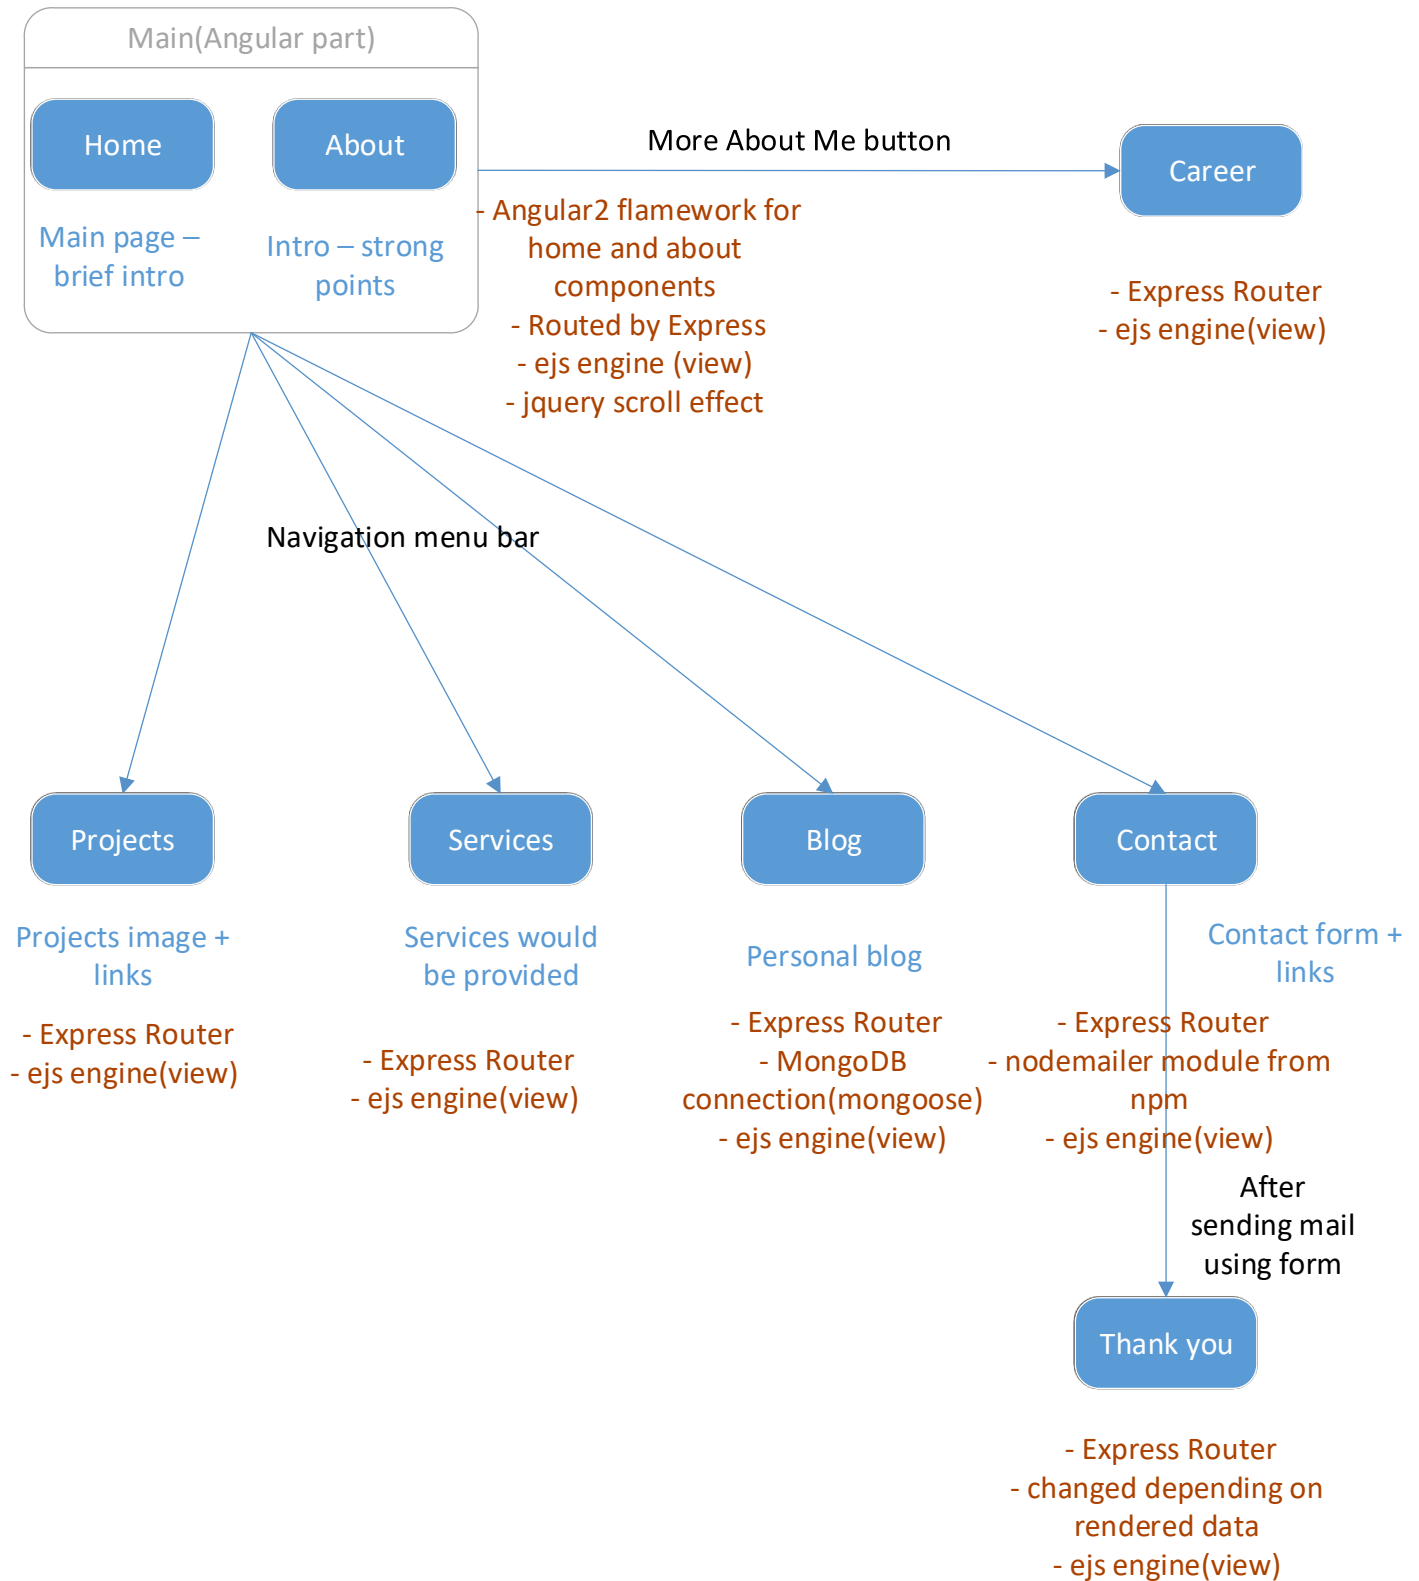 Main(Angular part)
Home
About
Main page –
brief intro
Intro – strong
points
More About Me button
Career
- Angular2 flamework for
home and about
components
- Routed by Express
- ejs engine (view)
- jquery scroll effect
- Express Router
- ejs engine(view)
Navigation menu bar
Projects
Projects image +
links
- Express Router
- ejs engine(view)
Services
Services would
be provided
- Express Router
- ejs engine(view)
Blog
Personal blog
- Express Router
- MongoDB
connection(mongoose)
- ejs engine(view)
Contact
Contact form +
links
- Express Router
- nodemailer module from
npm
- ejs engine(view)
After
sending mail
using form
Thank you
- Express Router
- changed depending on
rendered data
- ejs engine(view)